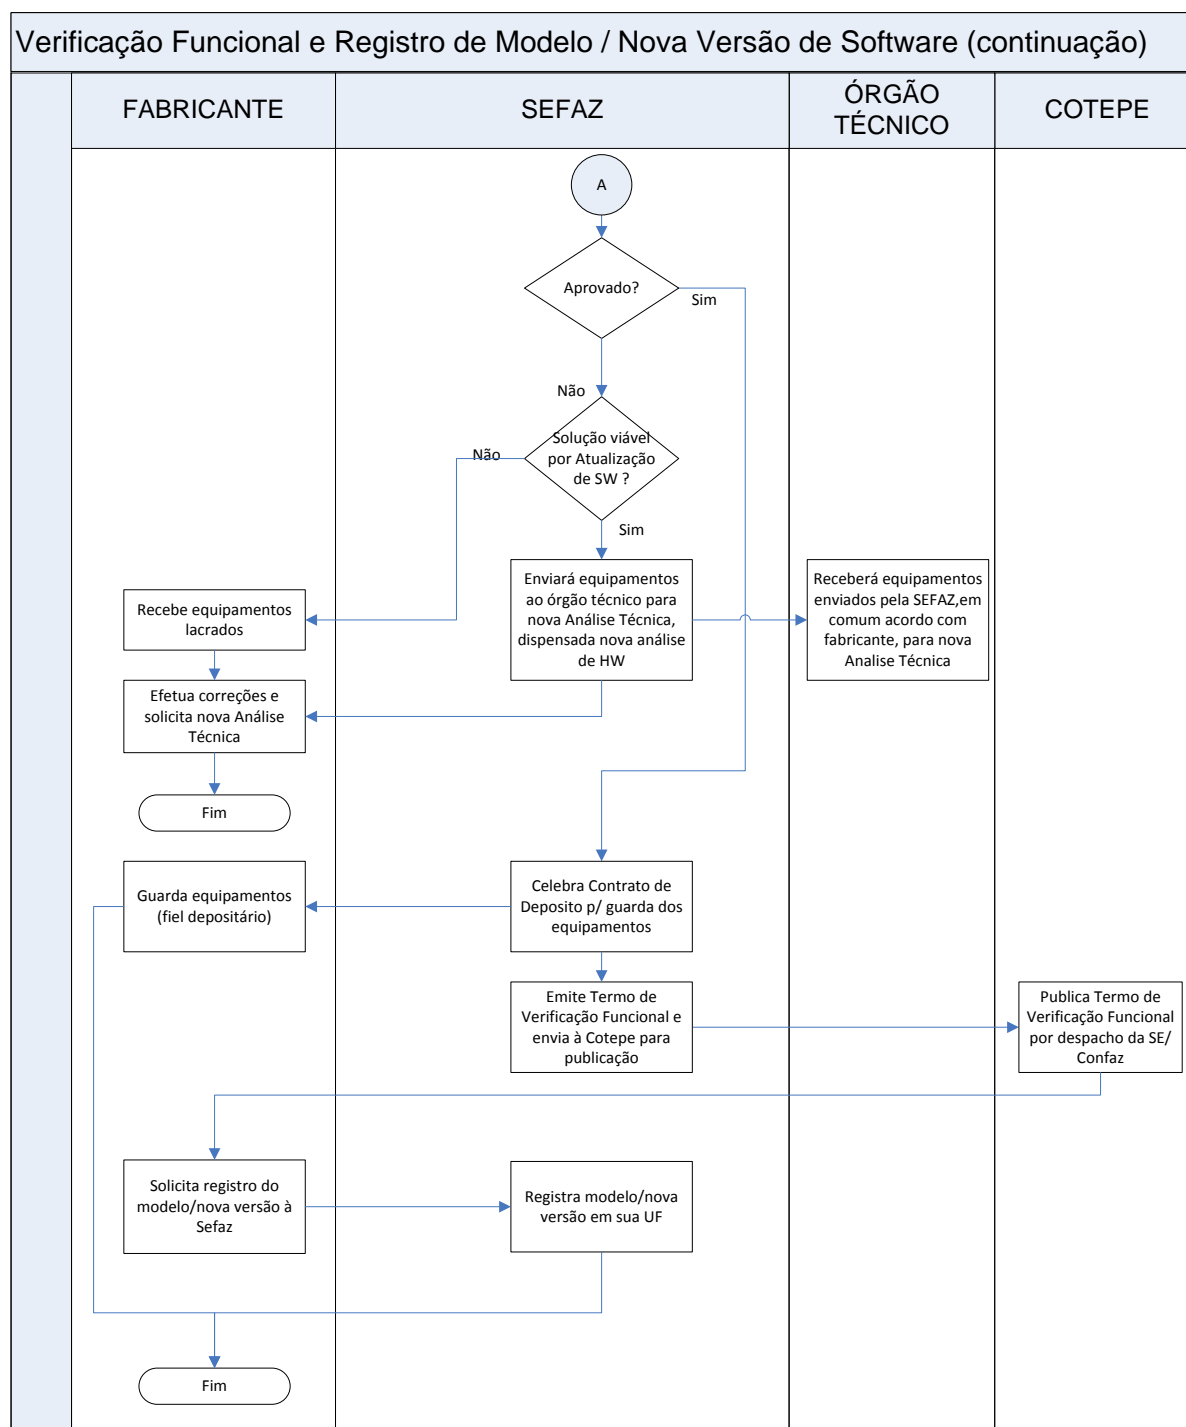 Verificação Funcional e Registro de Modelo / Nova Versão de Software (continuação)
FABRICANTE
SEFAZ
ÓRGÃO
TÉCNICO
COTEPE
A
Aprovado?
Sim
Não
Solução viável
por Atualização
de SW ?
Não
Sim
Enviará equipamentos
ao órgão técnico para
nova Análise Técnica,
dispensada nova análise
de HW
Receberá equipamentos
enviados pela SEFAZ,em
comum acordo com
fabricante, para nova
Analise Técnica
Recebe equipamentos
lacrados
Efetua correções e
solicita nova Análise
Técnica
Fim
Guarda equipamentos
(fiel depositário)
Celebra Contrato de
Deposito p/ guarda dos
equipamentos
Emite Termo de
Verificação Funcional e
envia à Cotepe para
publicação
Publica Termo de
Verificação Funcional
por despacho da SE/
Confaz
Solicita registro do
modelo/nova versão à
Sefaz
Registra modelo/nova
versão em sua UF
Fim